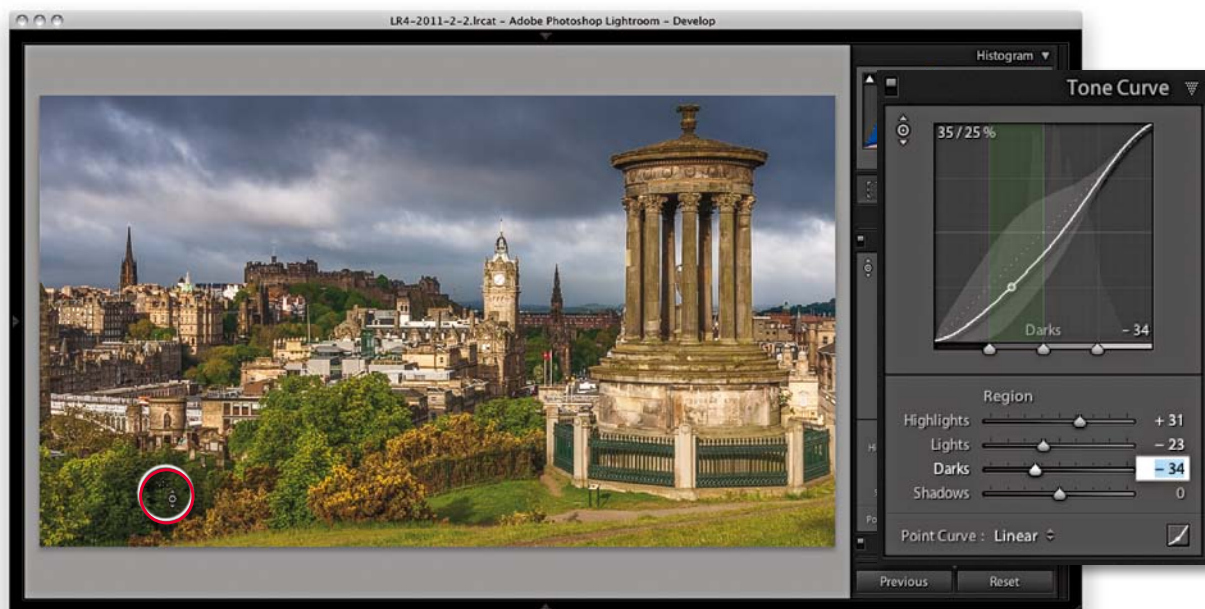 LR4-2011-2-2.lrcat - Adobe Photoshop Lightroom - Develop
Histogram
Tone Curve
35 / 25 %
Darks - 34
Region
Highlights + 31
Lights - 23
Darks - 34
Shadows 0
Point Curve : Linear
Previous Reset